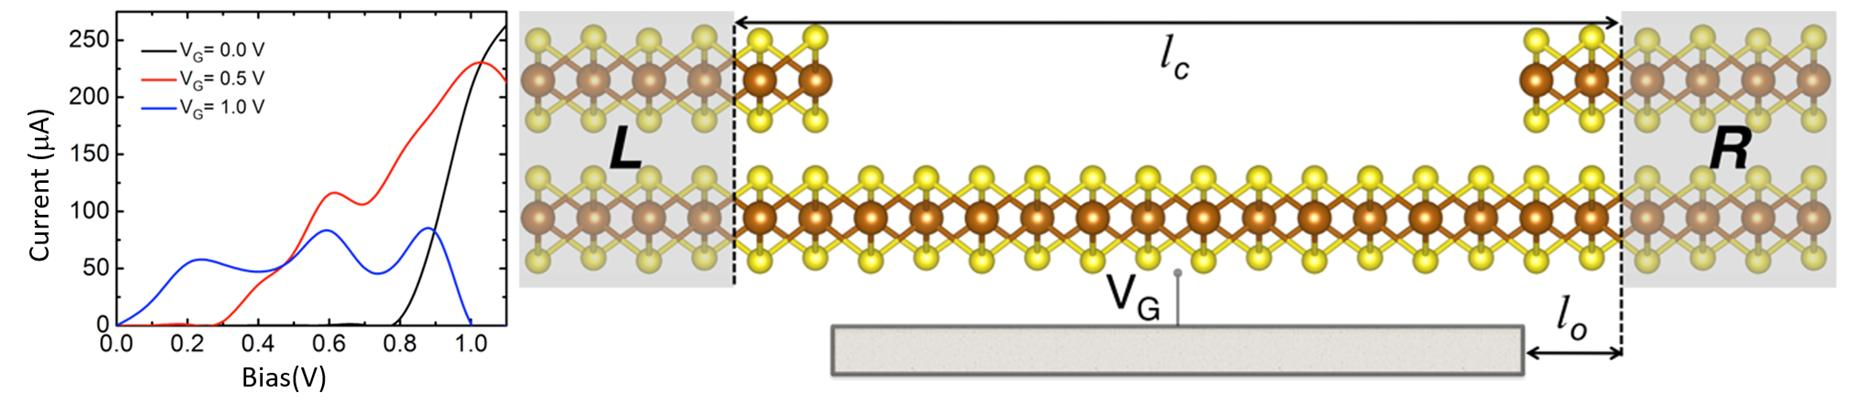 Current (μA)
250
200
150
100
50
0
V_G= 0.0 V
V_G= 0.5 V
V_G= 1.0 V
0.0 0.2 0.4 0.6 0.8 1.0
Bias(V)
l_c
L
R
V_G
l_o